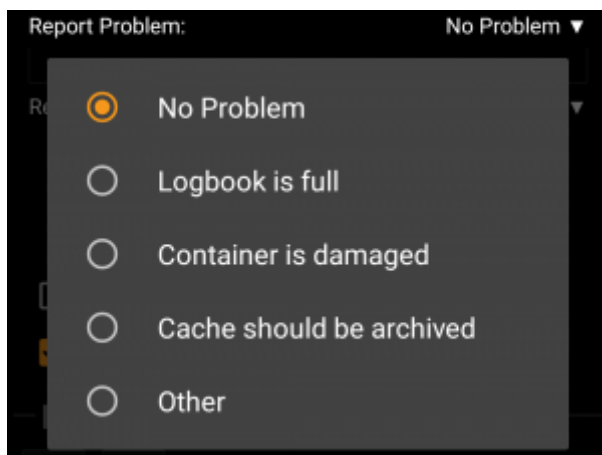 Report Problem: No Problem ▼
No Problem
Logbook is full
Container is damaged
Cache should be archived
Other